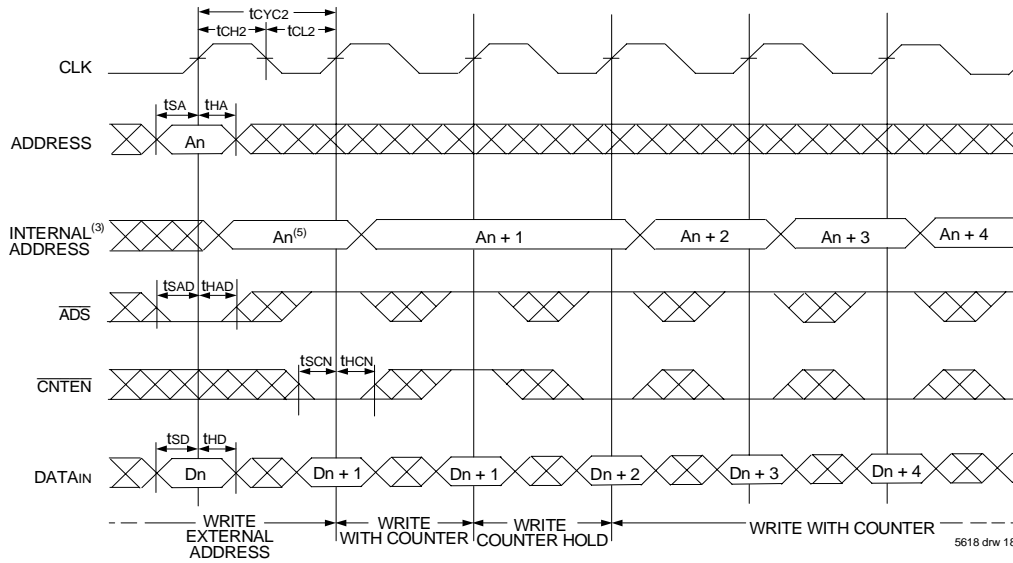 tCYC2
tCH2 tCL2
CLK
tSA tHA
ADDRESS An
INTERNAL(3)
ADDRESS An(5) An + 1 An + 2 An + 3 An + 4
tSAD tHAD
ADS
tSCN tHCN
CNTEN
tSD tHD
DATAIN Dn Dn + 1 Dn + 1 Dn + 2 Dn + 3 Dn + 4
WRITE
EXTERNAL
ADDRESS
WRITE
WITH COUNTER
WRITE
COUNTER HOLD
WRITE WITH COUNTER
5618 drw 18